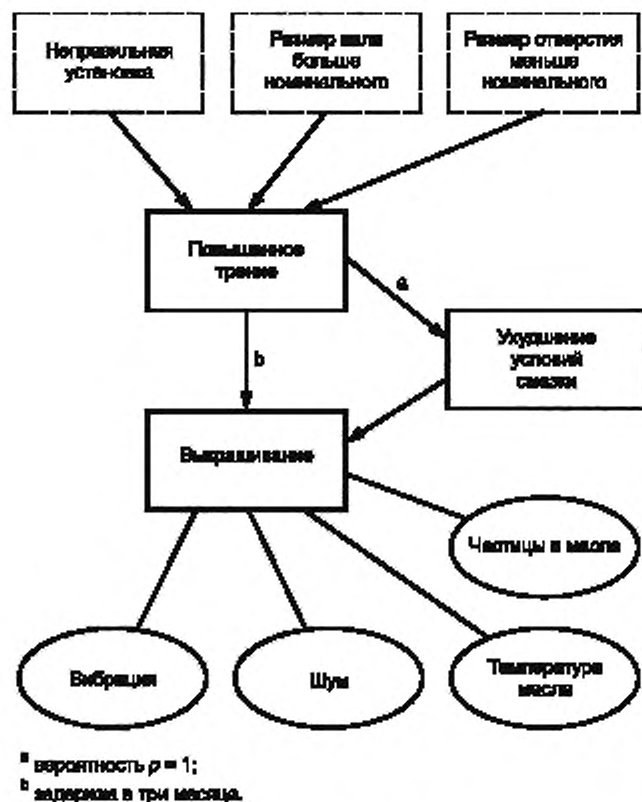 Неправильная
установка
Размер вала
больше
номинального
Размер отверстия
меньше
номинального
Повышенное
трение
a
Ухудшение
условий
смазки
b
Выкрашивание
Частицы в масле
Вибрация
Шум
Температура
масла
a вероятность p = 1;
b задержка в три месяца.